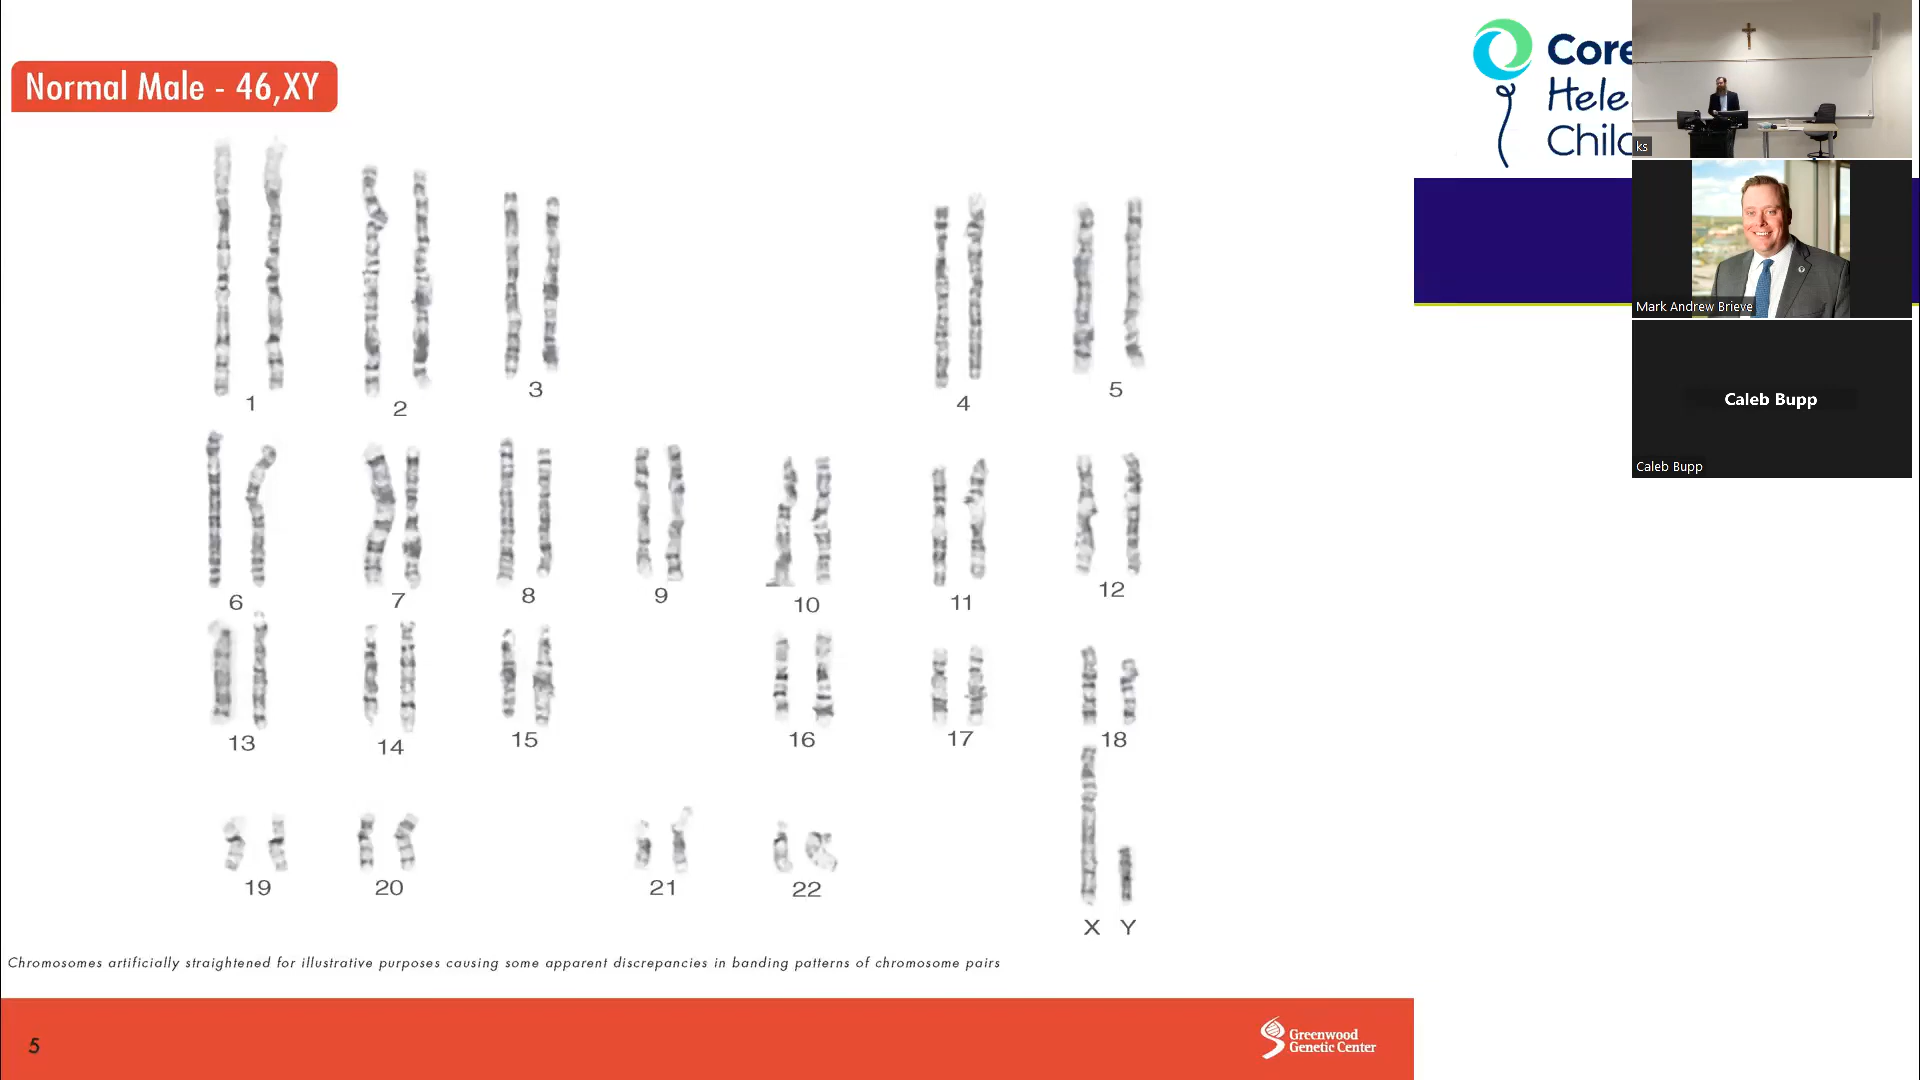 Normal Male - 46,XY
Core
Hele
Chilc
ks
Mark Andrew Brieve
Caleb Bupp
Caleb Bupp
1
2
3
4
5
6
7
8
9
10
11
12
13
14
15
16
17
18
19
20
21
22
X Y
Chromosomes artificially straightened for illustrative purposes causing some apparent discrepancies in banding patterns of chromosome pairs
5
Greenwood
Genetic Center